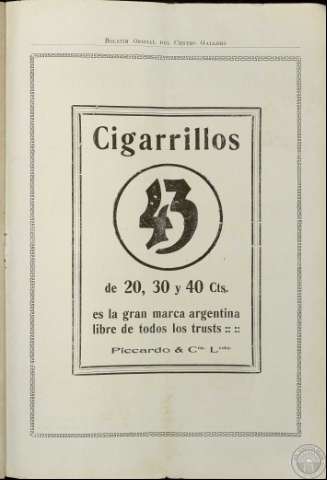 Boletin Oficial del Centro Gallego
Cigarrillos
43
de 20, 30 y 40 Cts.
es la gran marca argentina
libre de todos los trusts :: ::
Piccardo & Cía. Ltda.